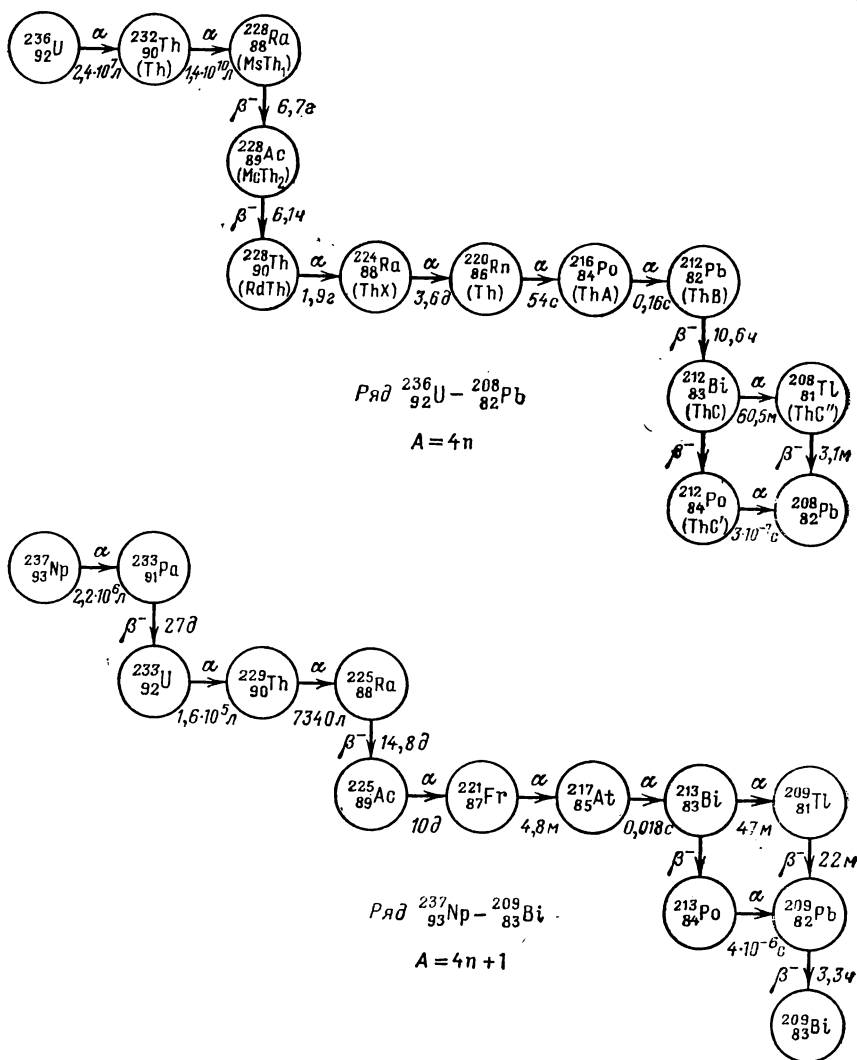 α α
²³⁶₉₂U ²³²₉₀Th (Th) ²²⁸₈₈Ra (MsTh₁)
2,4·10⁷л 1,4·10¹⁰л
β⁻ 6,7г
²²⁸₈₉Ac (McTh₂)
β⁻ 6,1ч
α α α α
²²⁸₉₀Th (RdTh) ²²⁴₈₈Ra (ThX) ²²⁰₈₆Rn (Th) ²¹⁶₈₄Po (ThA) ²¹²₈₂Pb (ThB)
1,9г 3,6д 54с 0,16с
β⁻ 10,6ч
Ряд ²³⁶₉₂U – ²⁰⁸₈₂Pb
A = 4n
α
²¹²₈₃Bi (ThC) ²⁰⁸₈₁Tl (ThC″)
60,5м
β⁻ β⁻ 3,1м
α
²¹²₈₄Po (ThC′) ²⁰⁸₈₂Pb
3·10⁻⁷с
α
²³⁷₉₃Np ²³³₉₁Pa
2,2·10⁶л
β⁻ 27д
α α
²³³₉₂U ²²⁹₉₀Th ²²⁵₈₈Ra
1,6·10⁵л 7340л
β⁻ 14,8д
α α α α
²²⁵₈₉Ac ²²¹₈₇Fr ²¹⁷₈₅At ²¹³₈₃Bi ²⁰⁹₈₁Tl
10д 4,8м 0,018с 47м
β⁻ β⁻ 22м
Ряд ²³⁷₉₃Np – ²⁰⁹₈₃Bi
A = 4n + 1
α
²¹³₈₄Po ²⁰⁹₈₂Pb
4·10⁻⁶с
β⁻ 3,3ч
²⁰⁹₈₃Bi